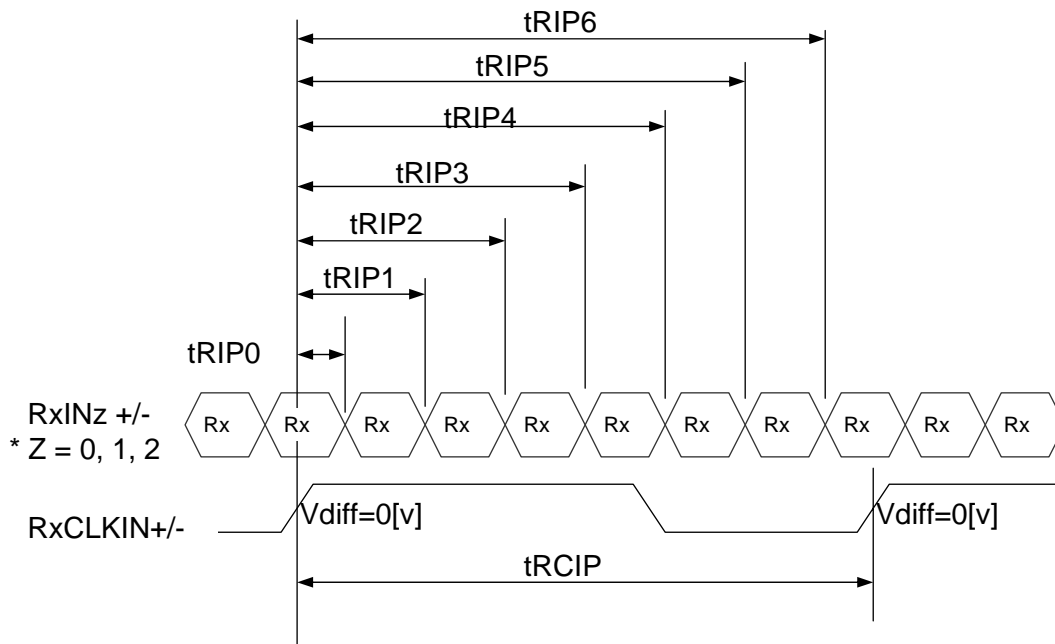 tRIP6
tRIP5
tRIP4
tRIP3
tRIP2
tRIP1
tRIP0
RxINz +/-
* Z = 0, 1, 2
Rx Rx Rx Rx Rx Rx Rx Rx Rx Rx Rx
RxCLKIN+/-
Vdiff=0[v] Vdiff=0[v]
tRCIP